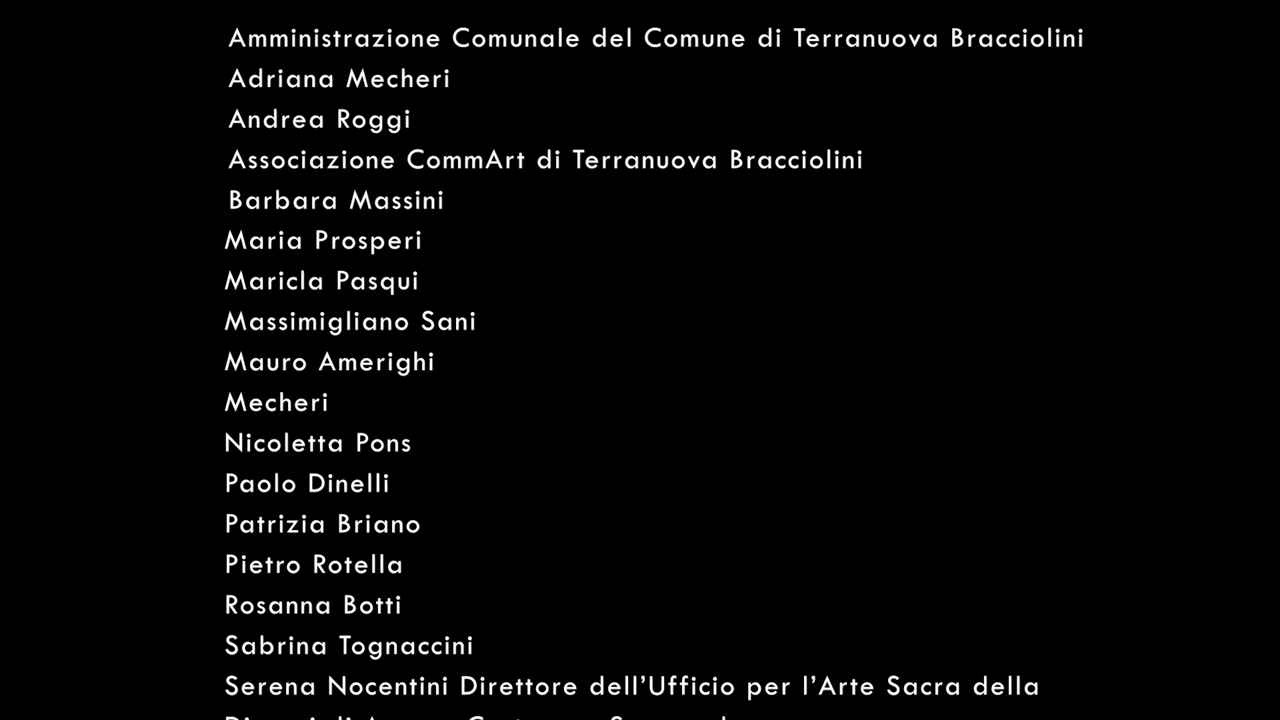 Amministrazione Comunale del Comune di Terranuova Bracciolini
Adriana Mecheri
Andrea Roggi
Associazione CommArt di Terranuova Bracciolini
Barbara Massini
Maria Prosperi
Maricla Pasqui
Massimigliano Sani
Mauro Amerighi
Mecheri
Nicoletta Pons
Paolo Dinelli
Patrizia Briano
Pietro Rotella
Rosanna Botti
Sabrina Tognaccini
Serena Nocentini Direttore dell’Ufficio per l’Arte Sacra della